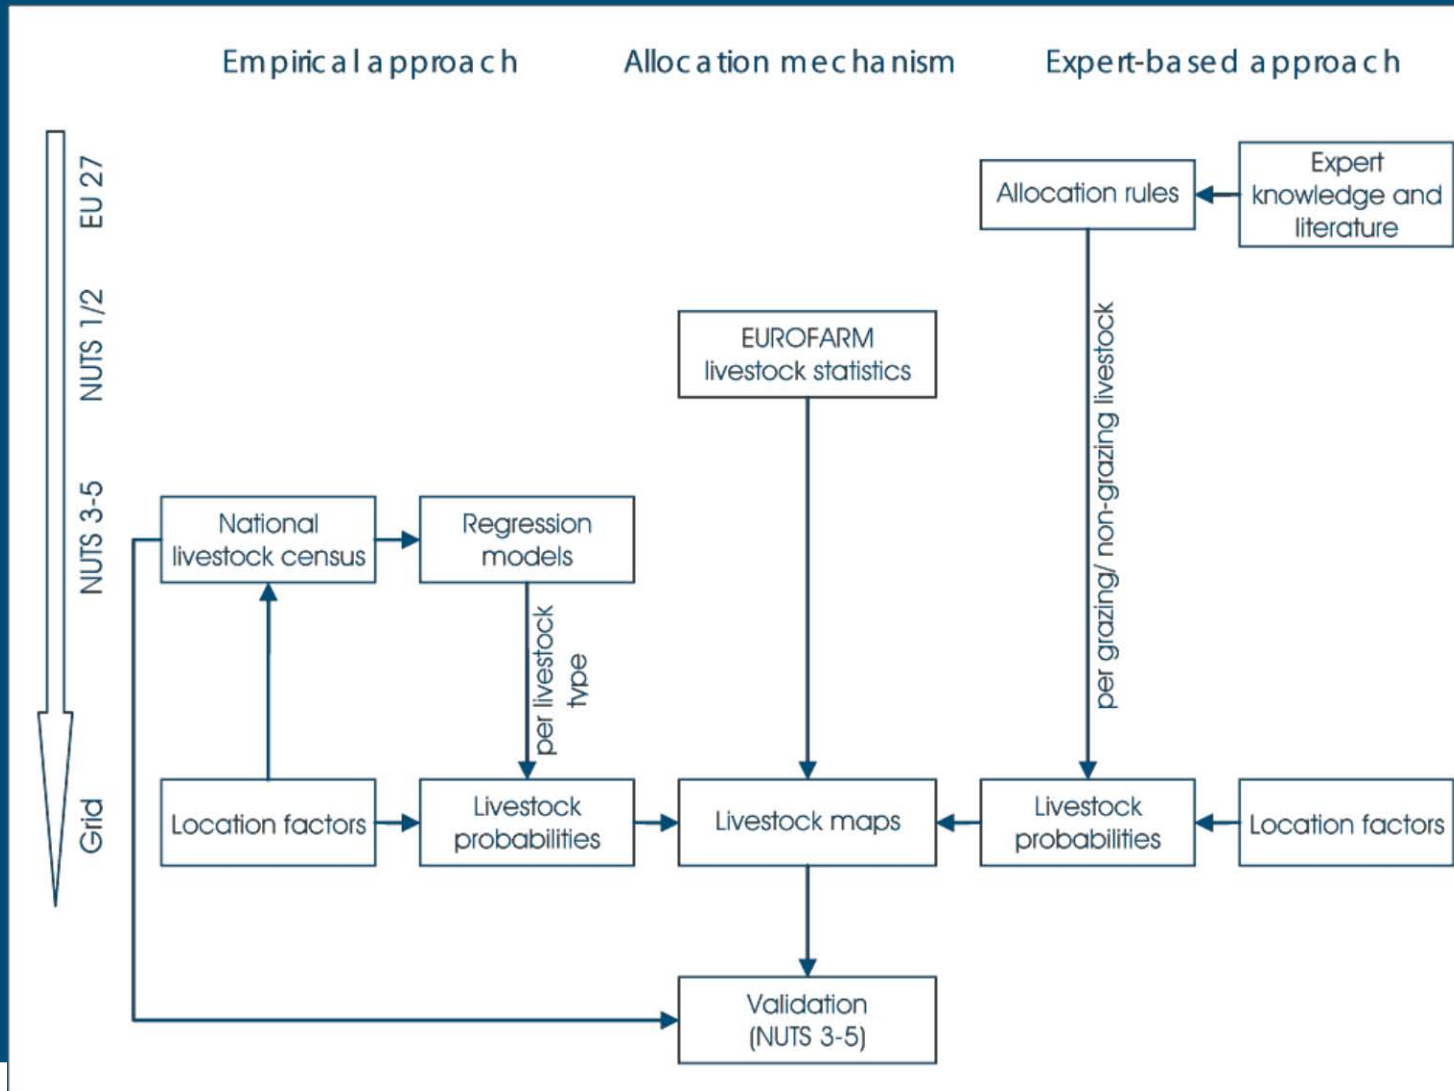 Empirical approach
Allocation mechanism
Expert-based approach
EU 27
NUTS 1/2
NUTS 3-5
Grid
Allocation rules
Expert
knowledge and
literature
EUROFARM
livestock statistics
per grazing/ non-grazing livestock
National
livestock census
Regression
models
per livestock
type
Location factors
Livestock
probabilities
Livestock maps
Livestock
probabilities
Location factors
Validation
(NUTS 3-5)